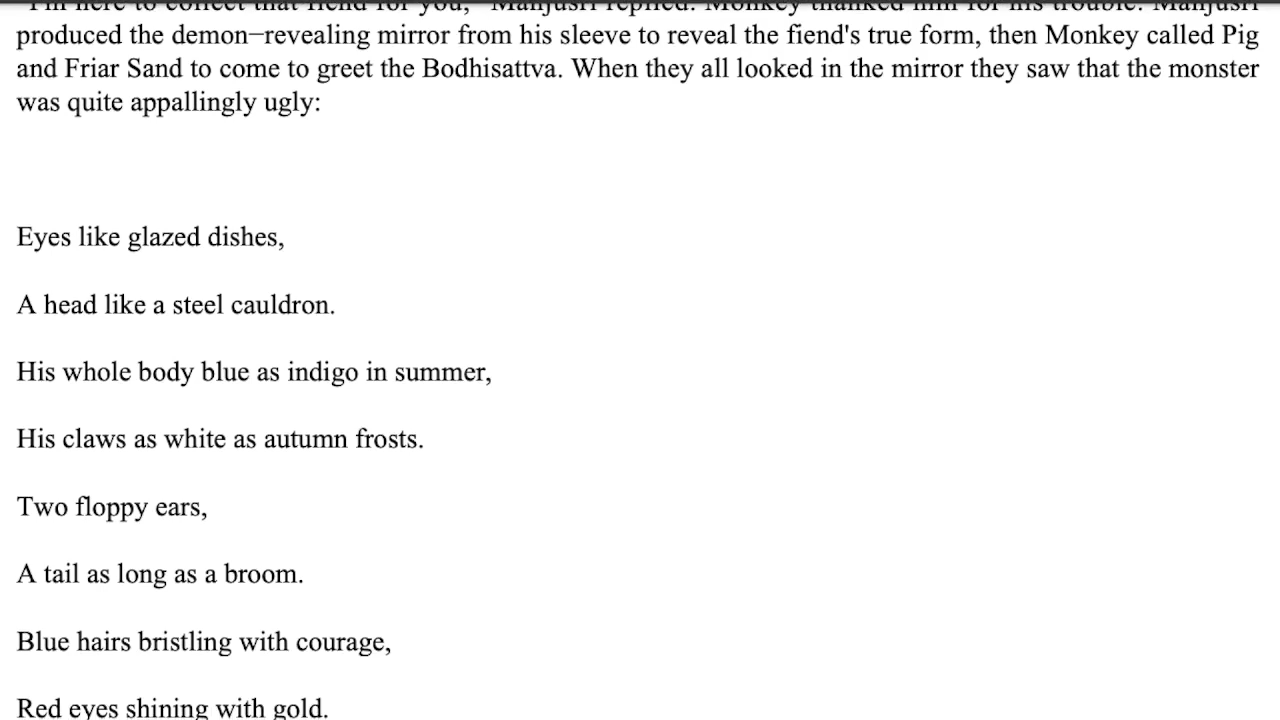 I'm here to collect that fiend for you," Manjusri replied. Monkey thanked him for his trouble. Manjusri
produced the demon−revealing mirror from his sleeve to reveal the fiend's true form, then Monkey called Pig
and Friar Sand to come to greet the Bodhisattva. When they all looked in the mirror they saw that the monster
was quite appallingly ugly:
Eyes like glazed dishes,
A head like a steel cauldron.
His whole body blue as indigo in summer,
His claws as white as autumn frosts.
Two floppy ears,
A tail as long as a broom.
Blue hairs bristling with courage,
Red eyes shining with gold.